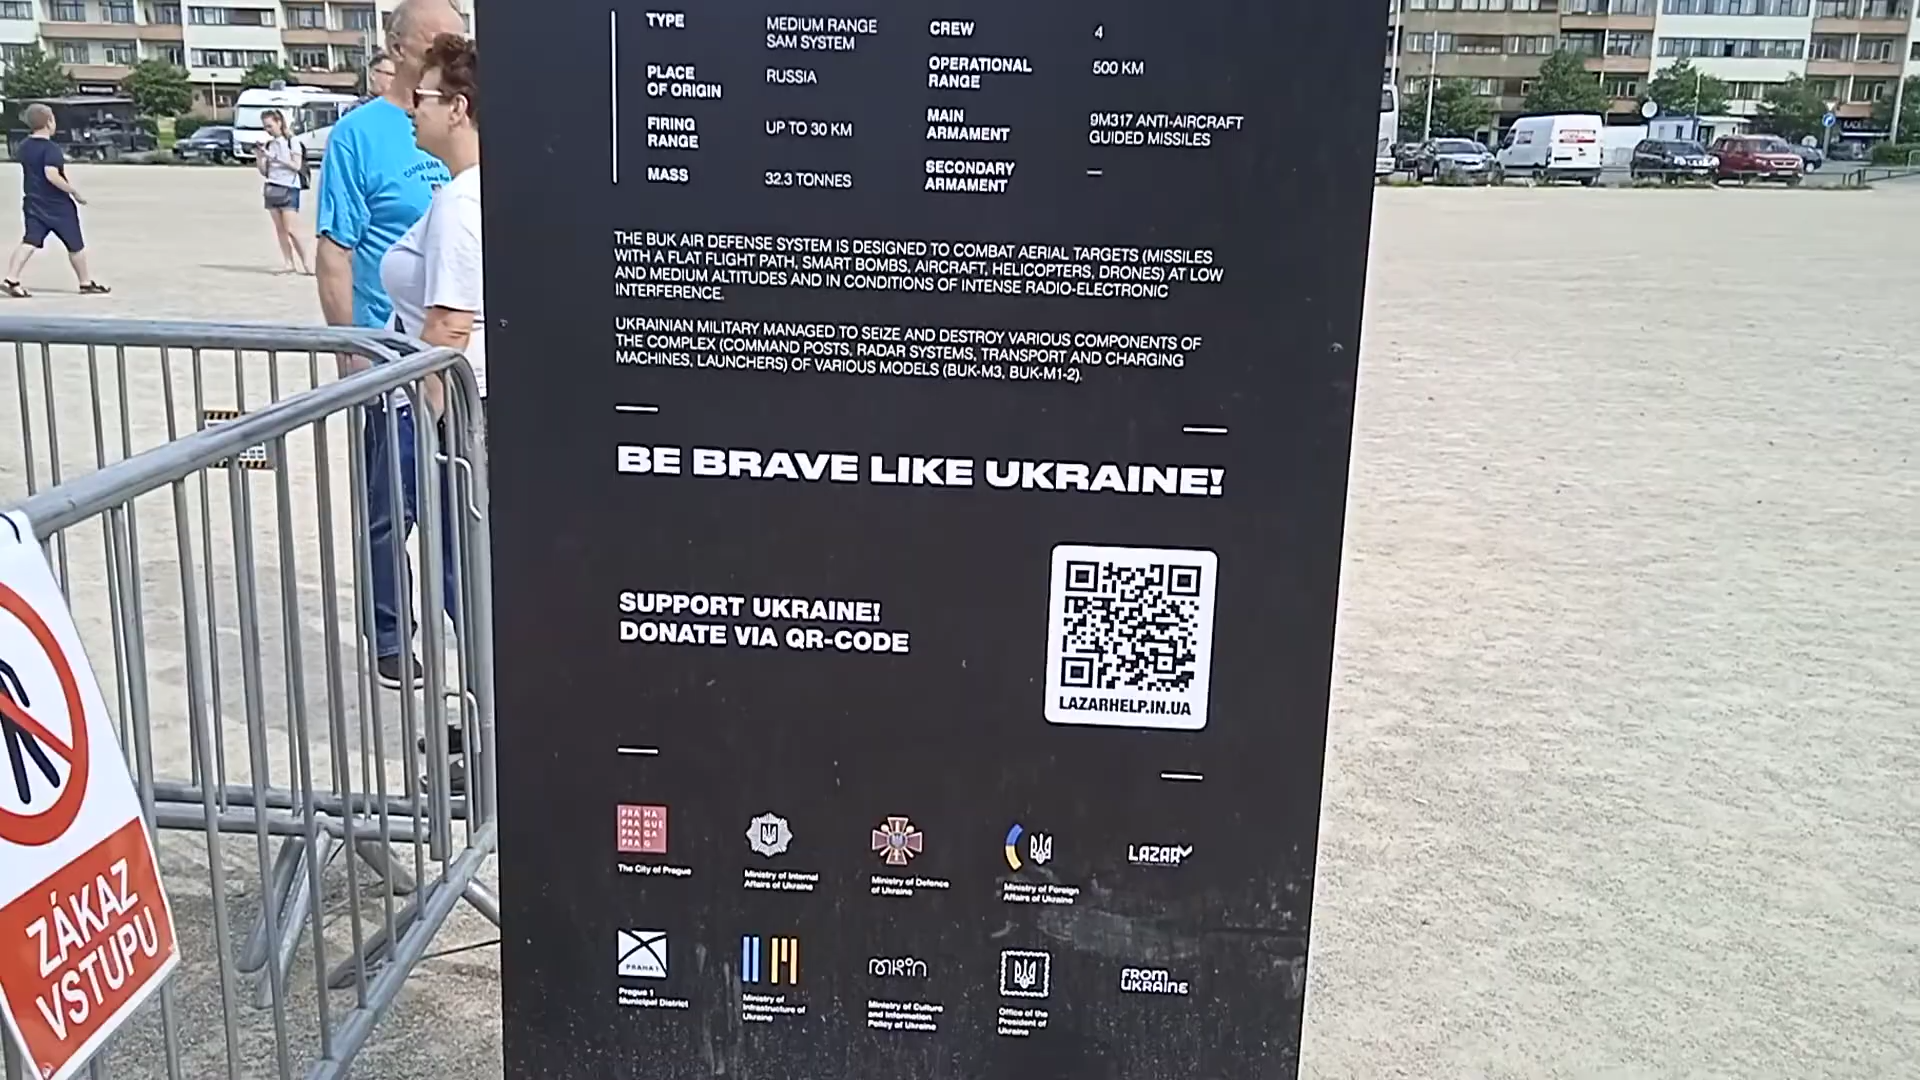 TYPE
MEDIUM RANGE
SAM SYSTEM
CREW
4
PLACE
OF ORIGIN
RUSSIA
OPERATIONAL
RANGE
500 KM
FIRING
RANGE
UP TO 30 KM
MAIN
ARMAMENT
9M317 ANTI-AIRCRAFT
GUIDED MISSILES
MASS
32.3 TONNES
SECONDARY
ARMAMENT
—
THE BUK AIR DEFENSE SYSTEM IS DESIGNED TO COMBAT AERIAL TARGETS (MISSILES
WITH A FLAT FLIGHT PATH, SMART BOMBS, AIRCRAFT, HELICOPTERS, DRONES) AT LOW
AND MEDIUM ALTITUDES AND IN CONDITIONS OF INTENSE RADIO-ELECTRONIC
INTERFERENCE.
UKRAINIAN MILITARY MANAGED TO SEIZE AND DESTROY VARIOUS COMPONENTS OF
THE COMPLEX (COMMAND POSTS, RADAR SYSTEMS, TRANSPORT AND CHARGING
MACHINES, LAUNCHERS) OF VARIOUS MODELS (BUK-M3, BUK-M1-2).
BE BRAVE LIKE UKRAINE!
SUPPORT UKRAINE!
DONATE VIA QR-CODE
LAZARHELP.IN.UA
PRA HA
PRA GUE
PRA GA
PRA G
The City of Prague
Ministry of Internal
Affairs of Ukraine
Ministry of Defence
of Ukraine
Ministry of Foreign
Affairs of Ukraine
LAZAR
PRAHA 1
Prague 1
Municipal District
Ministry of
Infrastructure of
Ukraine
мкіп
Ministry of Culture
and Information
Policy of Ukraine
Office of the
President of
Ukraine
FROM
UKRAINE
ZÁKAZ
VSTUPU